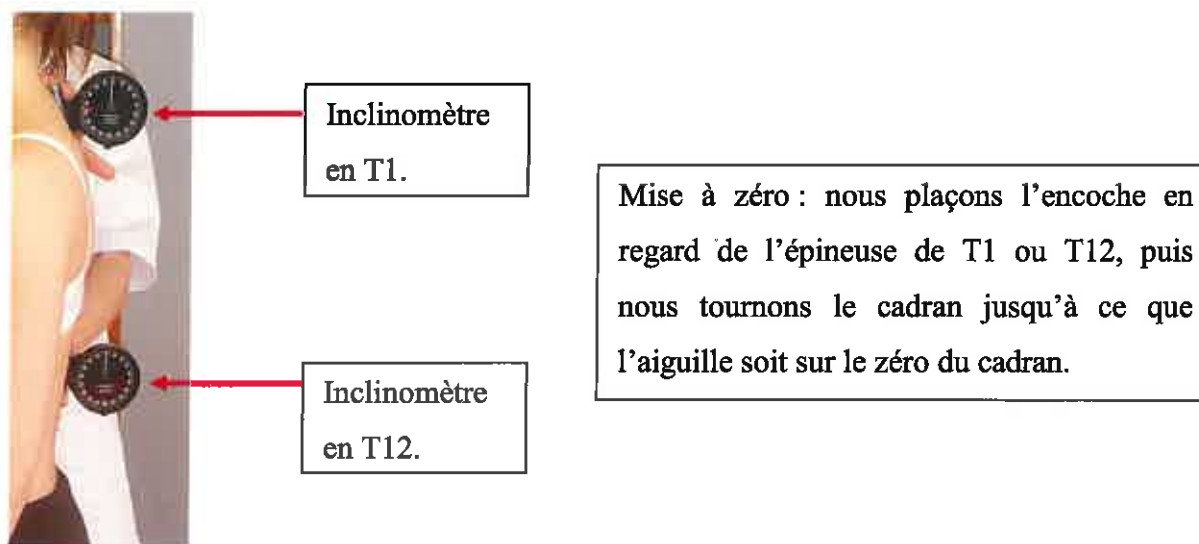 Inclinomètre
en T1.
Mise à zéro : nous plaçons l'encoche en
regard de l'épineuse de T1 ou T12, puis
nous tournons le cadran jusqu'à ce que
l'aiguille soit sur le zéro du cadran.
Inclinomètre
en T12.